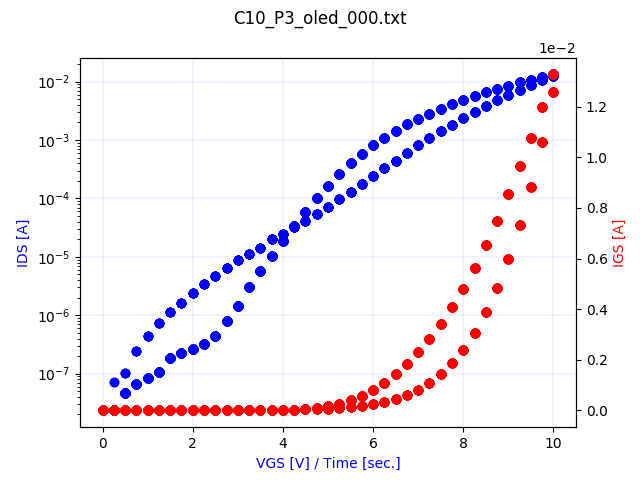 C10_P3_oled_000.txt
1e−2
10⁻²
10⁻³
10⁻⁴
10⁻⁵
10⁻⁶
10⁻⁷
IDS [A]
1.2
1.0
0.8
0.6
0.4
0.2
0.0
IGS [A]
0 2 4 6 8 10
VGS [V] / Time [sec.]